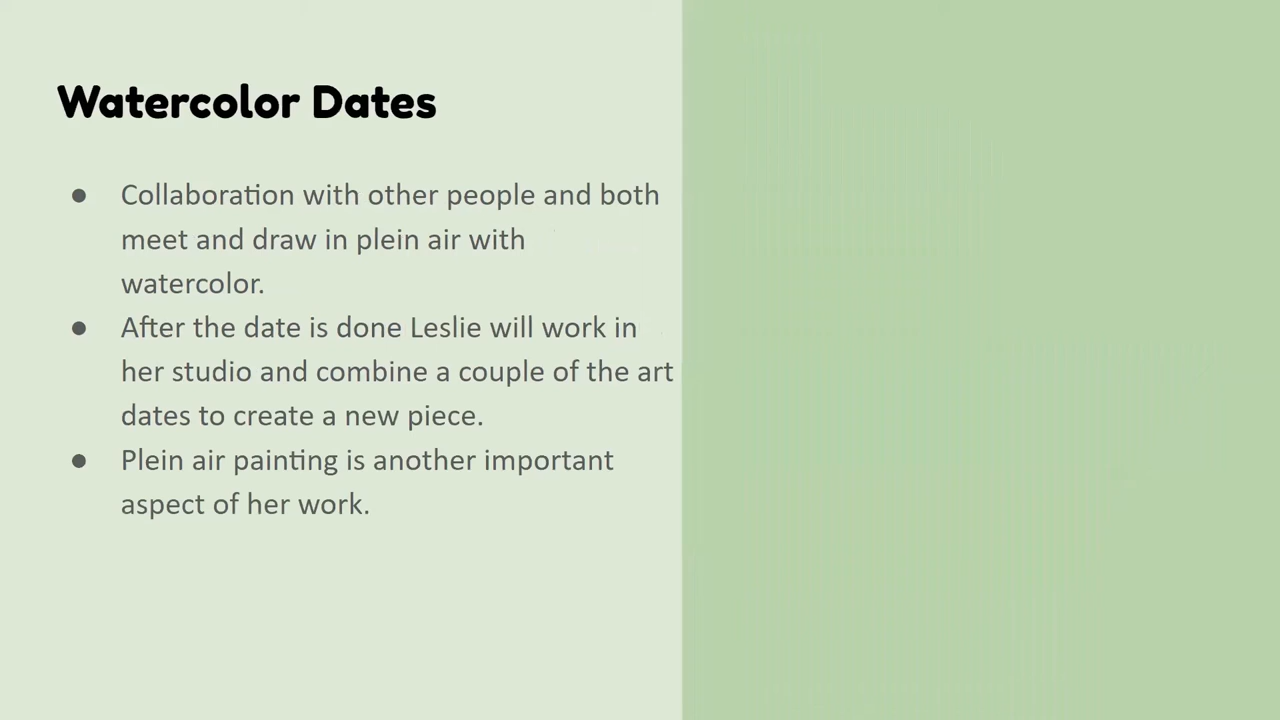 Watercolor Dates
● Collaboration with other people and both
meet and draw in plein air with
watercolor.
● After the date is done Leslie will work in
her studio and combine a couple of the art
dates to create a new piece.
● Plein air painting is another important
aspect of her work.